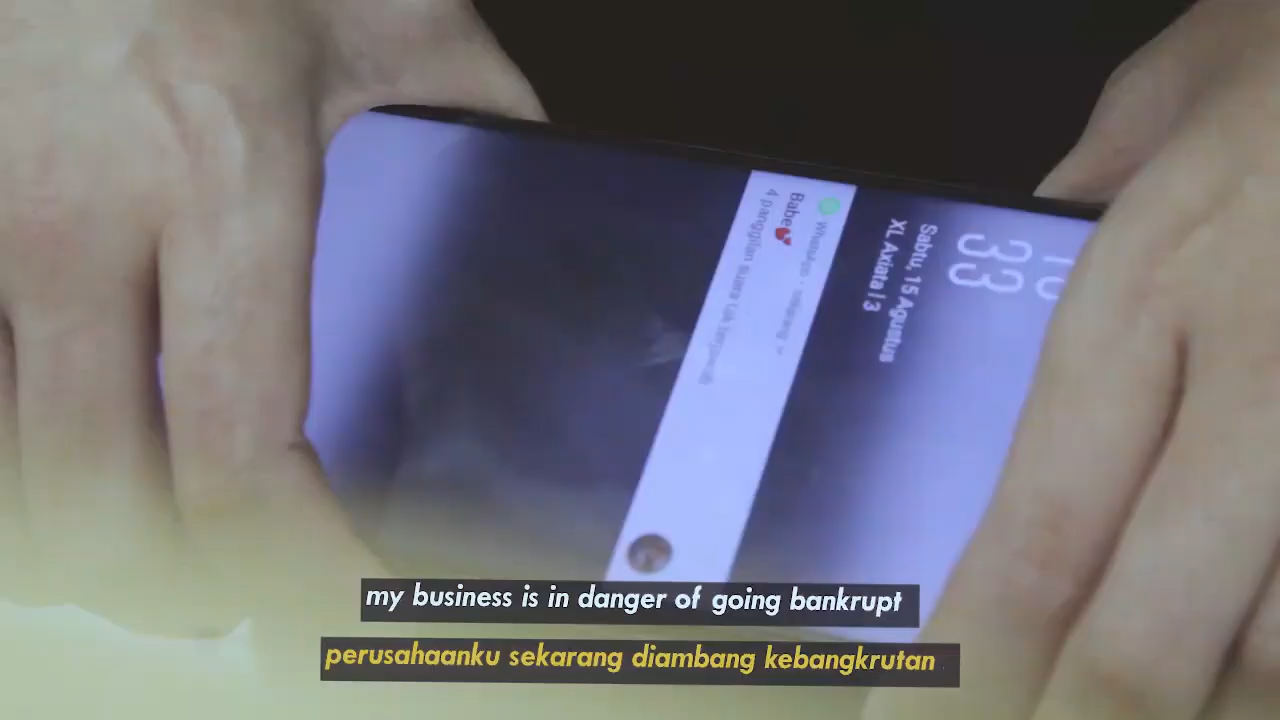 33
Sabtu, 15 Agustus
XL Axiata | 3
WhatsApp
Babe❤
4 panggilan suara tak terjawab
my business is in danger of going bankrupt
perusahaanku sekarang diambang kebangkrutan